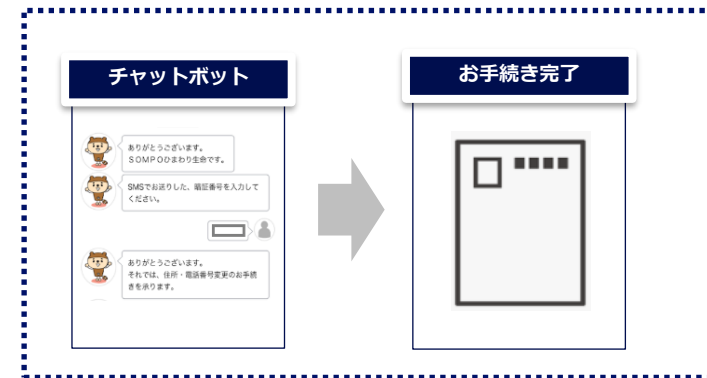 チャットボット
お手続き完了
ありがとうございます。
SOMPOひまわり生命です。
SMSでお送りした、暗証番号を入力して
ください。
ありがとうございます。
それでは、住所・電話番号変更のお手続
きを承ります。